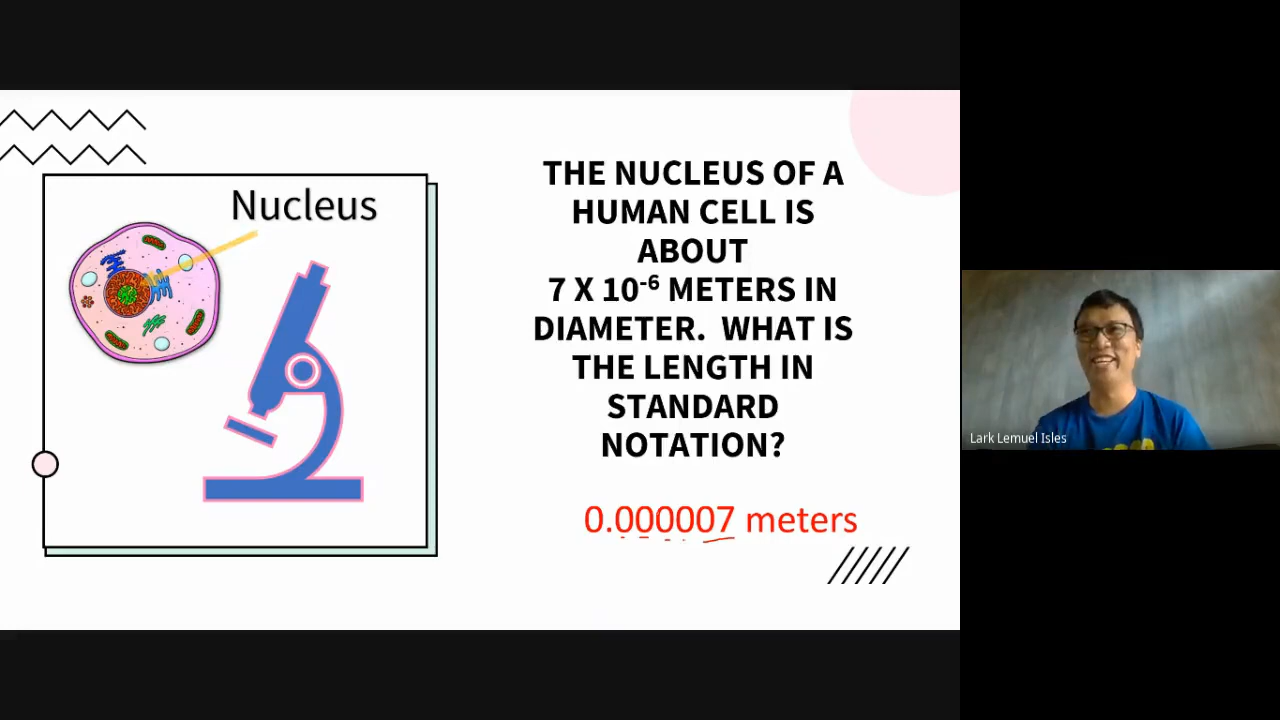 Nucleus
THE NUCLEUS OF A
HUMAN CELL IS
ABOUT
7 X 10⁻⁶ METERS IN
DIAMETER. WHAT IS
THE LENGTH IN
STANDARD
NOTATION?
0.000007 meters
Lark Lemuel Isles